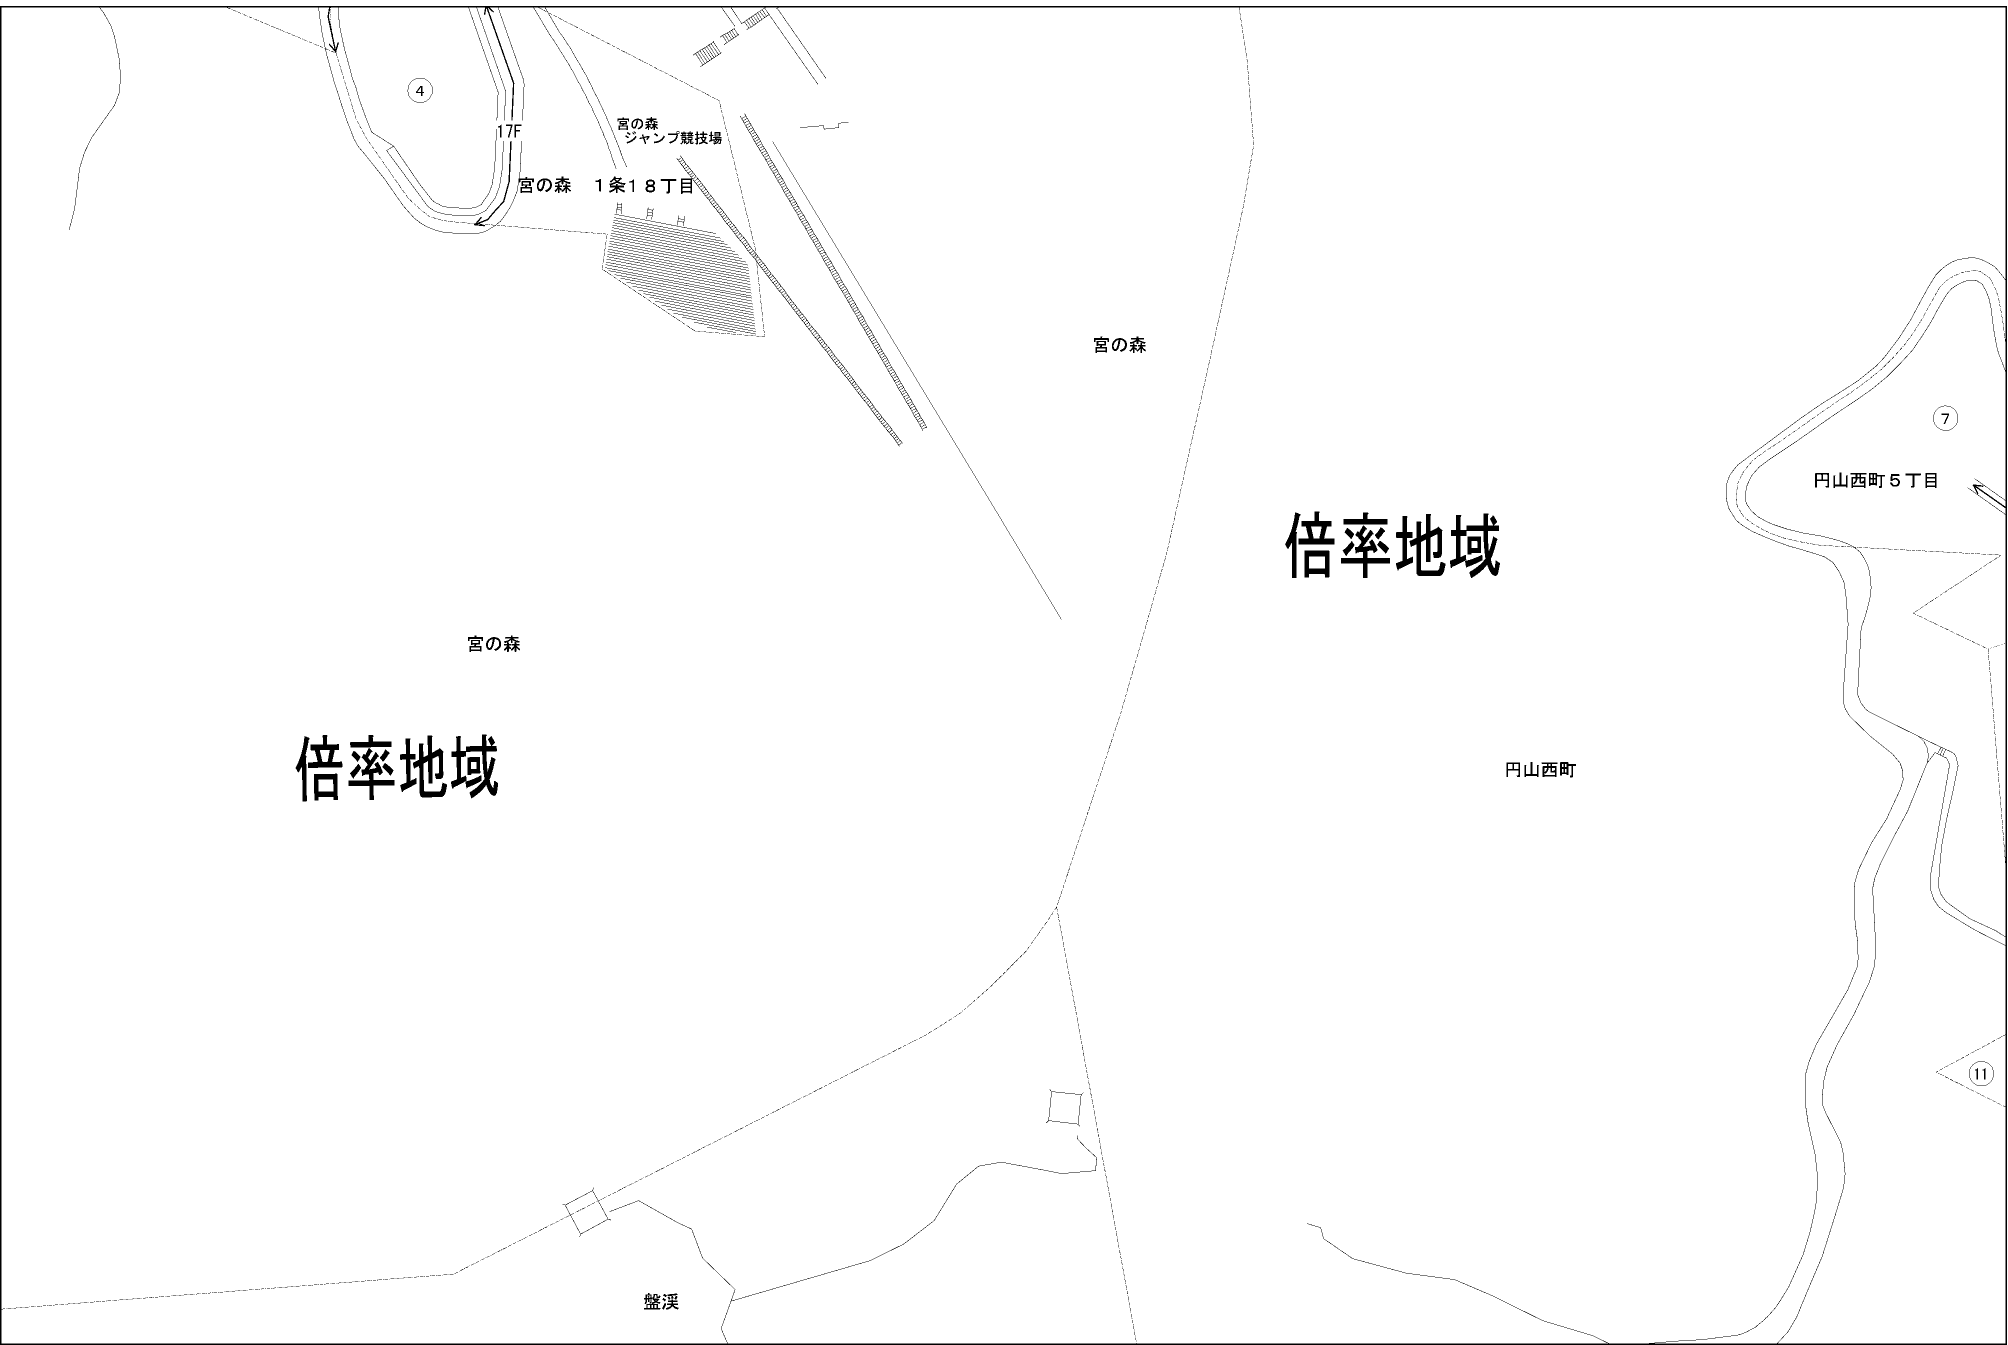 4
17F
宮の森
ジャンプ競技場
宮の森　１条１８丁目
宮の森
7
円山西町５丁目
倍率地域
宮の森
倍率地域
円山西町
11
盤渓